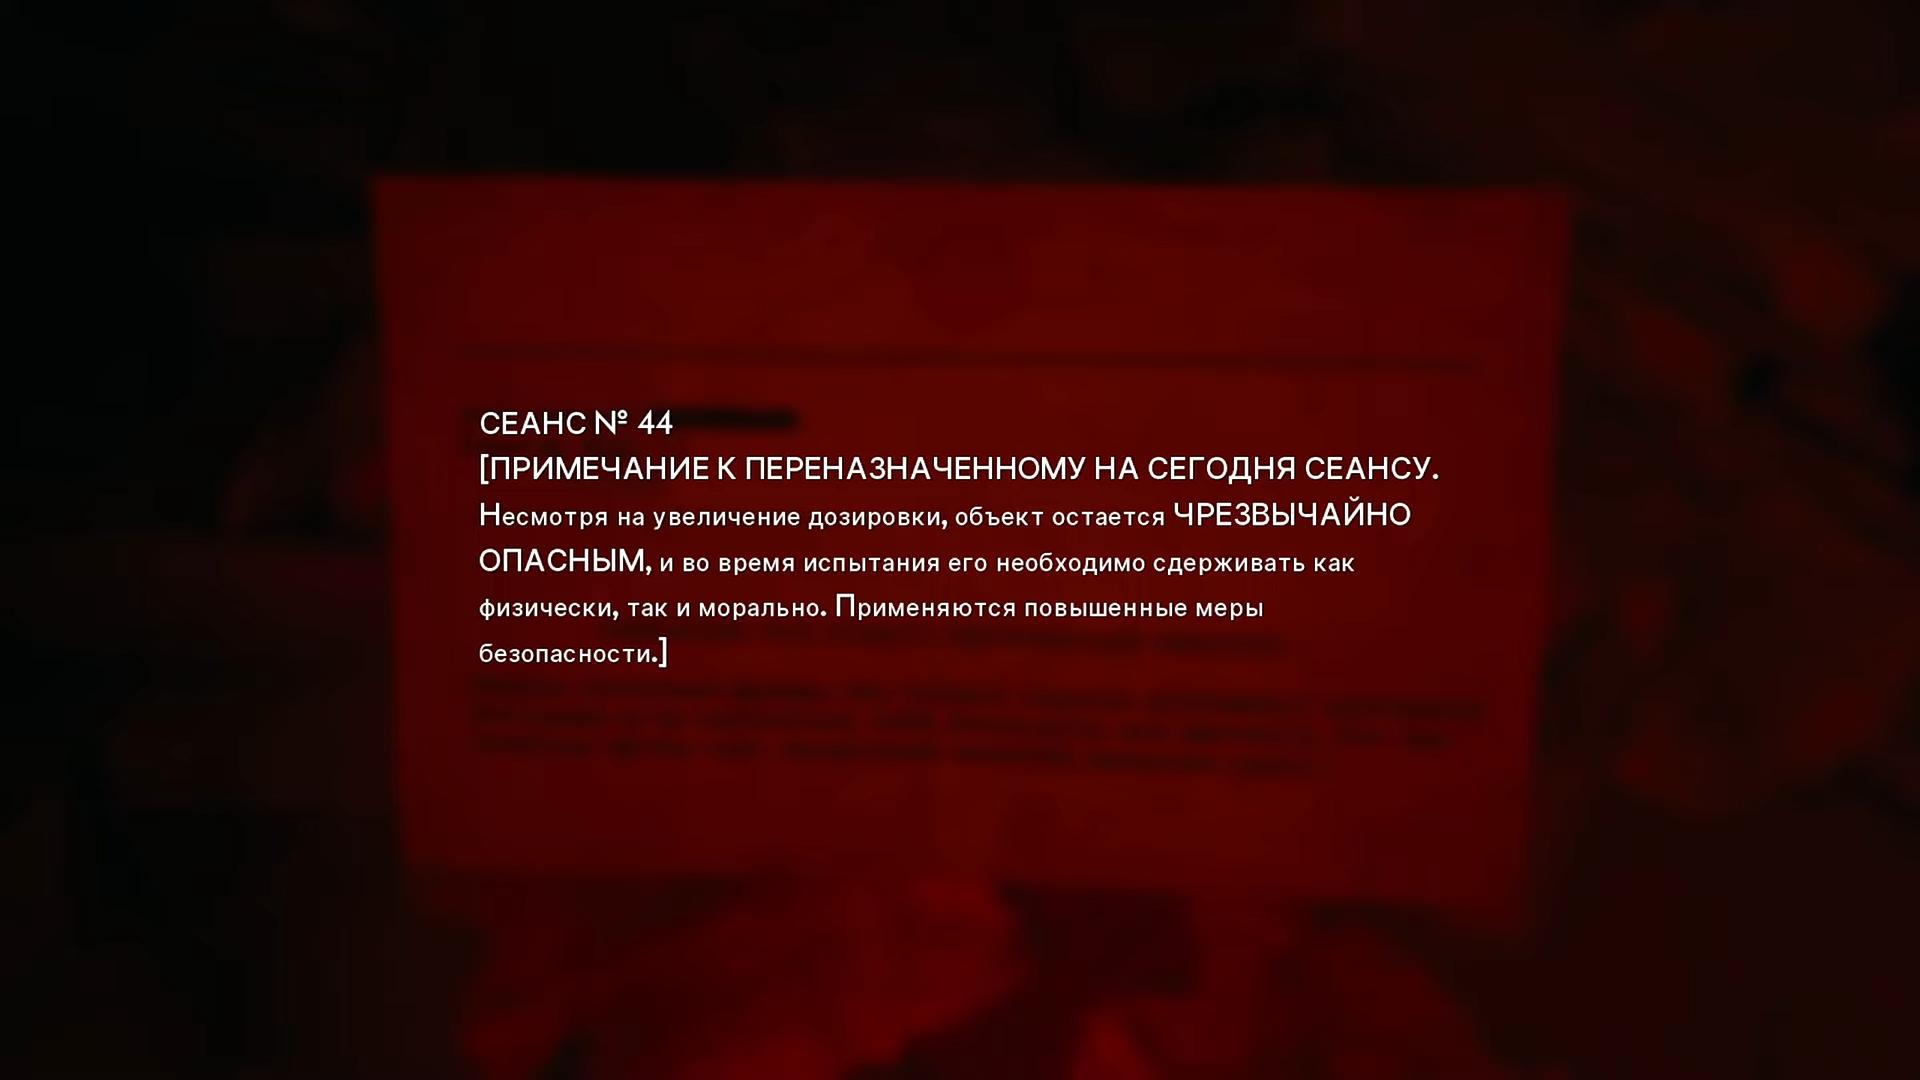 СЕАНС № 44
[ПРИМЕЧАНИЕ К ПЕРЕНАЗНАЧЕННОМУ НА СЕГОДНЯ СЕАНСУ.
Несмотря на увеличение дозировки, объект остается ЧРЕЗВЫЧАЙНО
ОПАСНЫМ, и во время испытания его необходимо сдерживать как
физически, так и морально. Применяются повышенные меры
безопасности.]